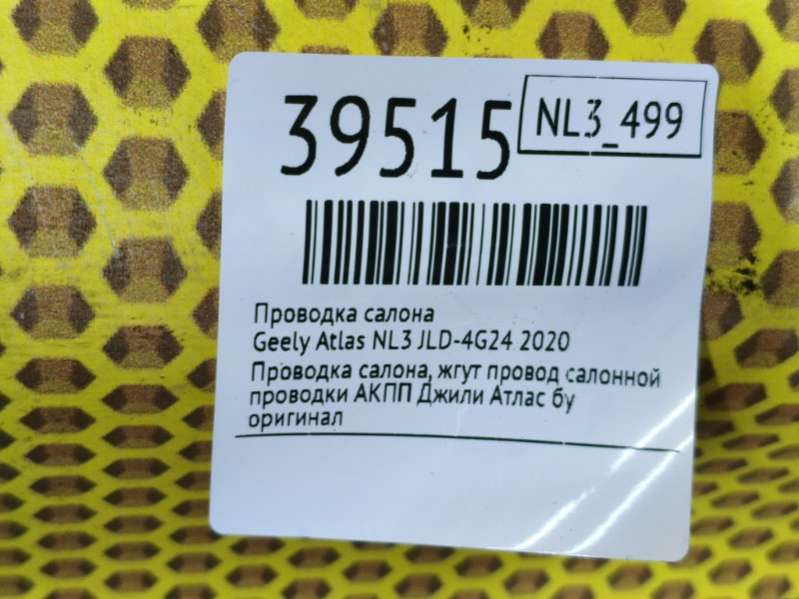 39515
NL3_499
Проводка салона
Geely Atlas NL3 JLD-4G24 2020
Проводка салона, жгут провод салонной
проводки АКПП Джили Атлас бу
оригинал